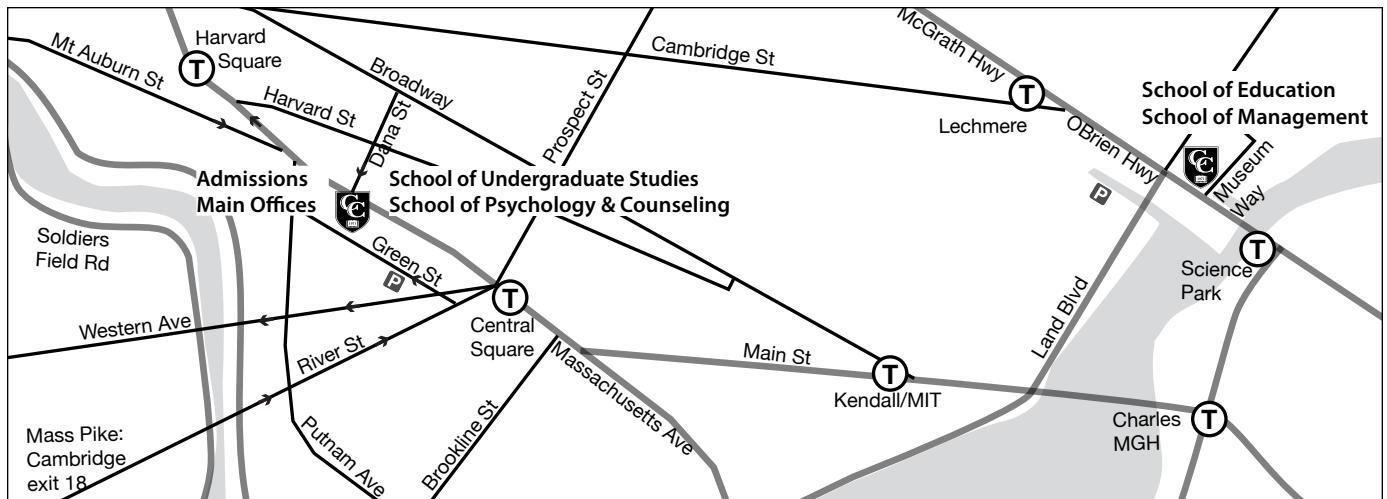 Harvard
Square
T
Mt Auburn St
Harvard St
Broadway
Dana St
Prospect St
Cambridge St
McGrath Hwy
T
Lechmere
OBrien Hwy
School of Education
School of Management
CC
Museum
Way
P
Admissions
Main Offices
CC
School of Undergraduate Studies
School of Psychology & Counseling
Soldiers
Field Rd
Green St
P
Western Ave
River St
T
Central
Square
Massachusetts Ave
Main St
T
Kendall/MIT
Land Blvd
T
Science
Park
Charles
MGH
T
Mass Pike:
Cambridge
exit 18
Putnam Ave
Brookline St